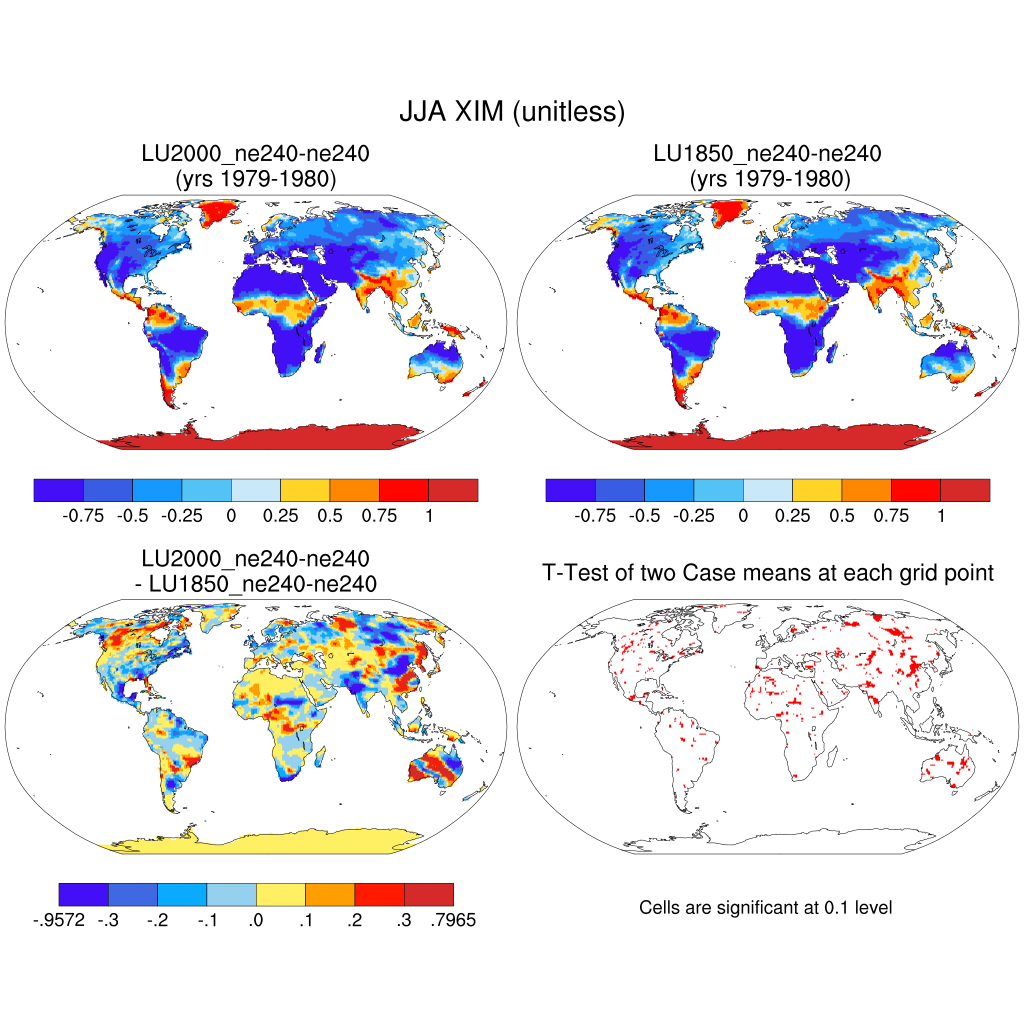 JJA XIM (unitless)
LU2000_ne240-ne240
(yrs 1979-1980)
LU1850_ne240-ne240
(yrs 1979-1980)
-0.75 -0.5 -0.25 0 0.25 0.5 0.75 1
-0.75 -0.5 -0.25 0 0.25 0.5 0.75 1
LU2000_ne240-ne240
- LU1850_ne240-ne240
T-Test of two Case means at each grid point
-.9572 -.3 -.2 -.1 .0 .1 .2 .3 .7965
Cells are significant at 0.1 level